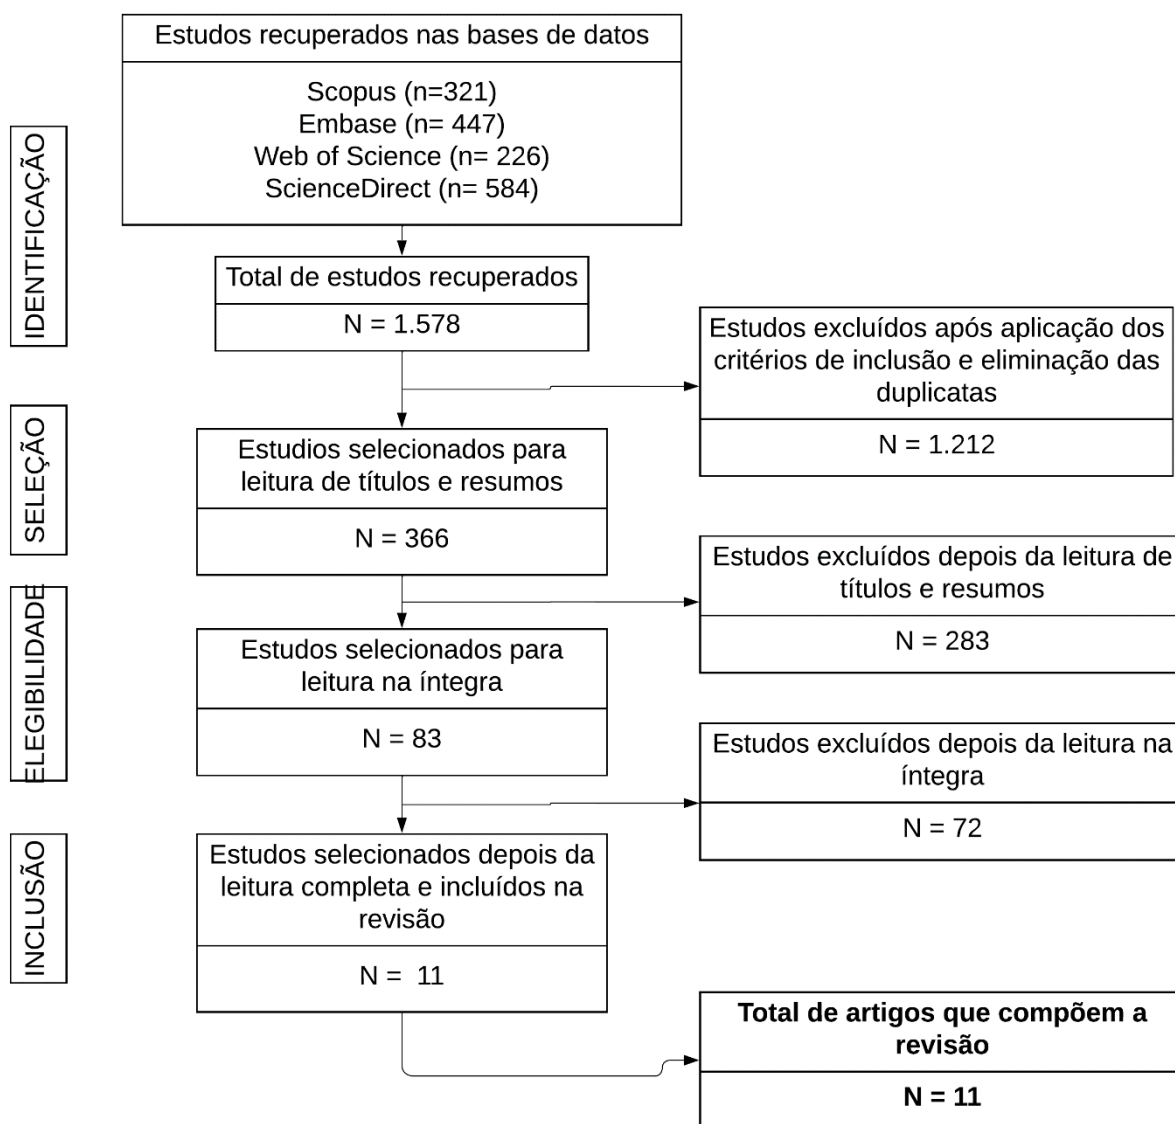 Estudos recuperados nas bases de datos
Scopus (n=321)
Embase (n= 447)
Web of Science (n= 226)
ScienceDirect (n= 584)
IDENTIFICAÇÃO
Total de estudos recuperados
N = 1.578
Estudos excluídos após aplicação dos
critérios de inclusão e eliminação das
duplicatas
N = 1.212
SELEÇÃO
Estudios selecionados para
leitura de títulos e resumos
N = 366
Estudos excluídos depois da leitura de
títulos e resumos
N = 283
ELEGIBILIDADE
Estudos selecionados para
leitura na íntegra
N = 83
Estudos excluídos depois da leitura na
íntegra
N = 72
INCLUSÃO
Estudos selecionados depois da
leitura completa e incluídos na
revisão
N =  11
Total de artigos que compõem a
revisão
N = 11